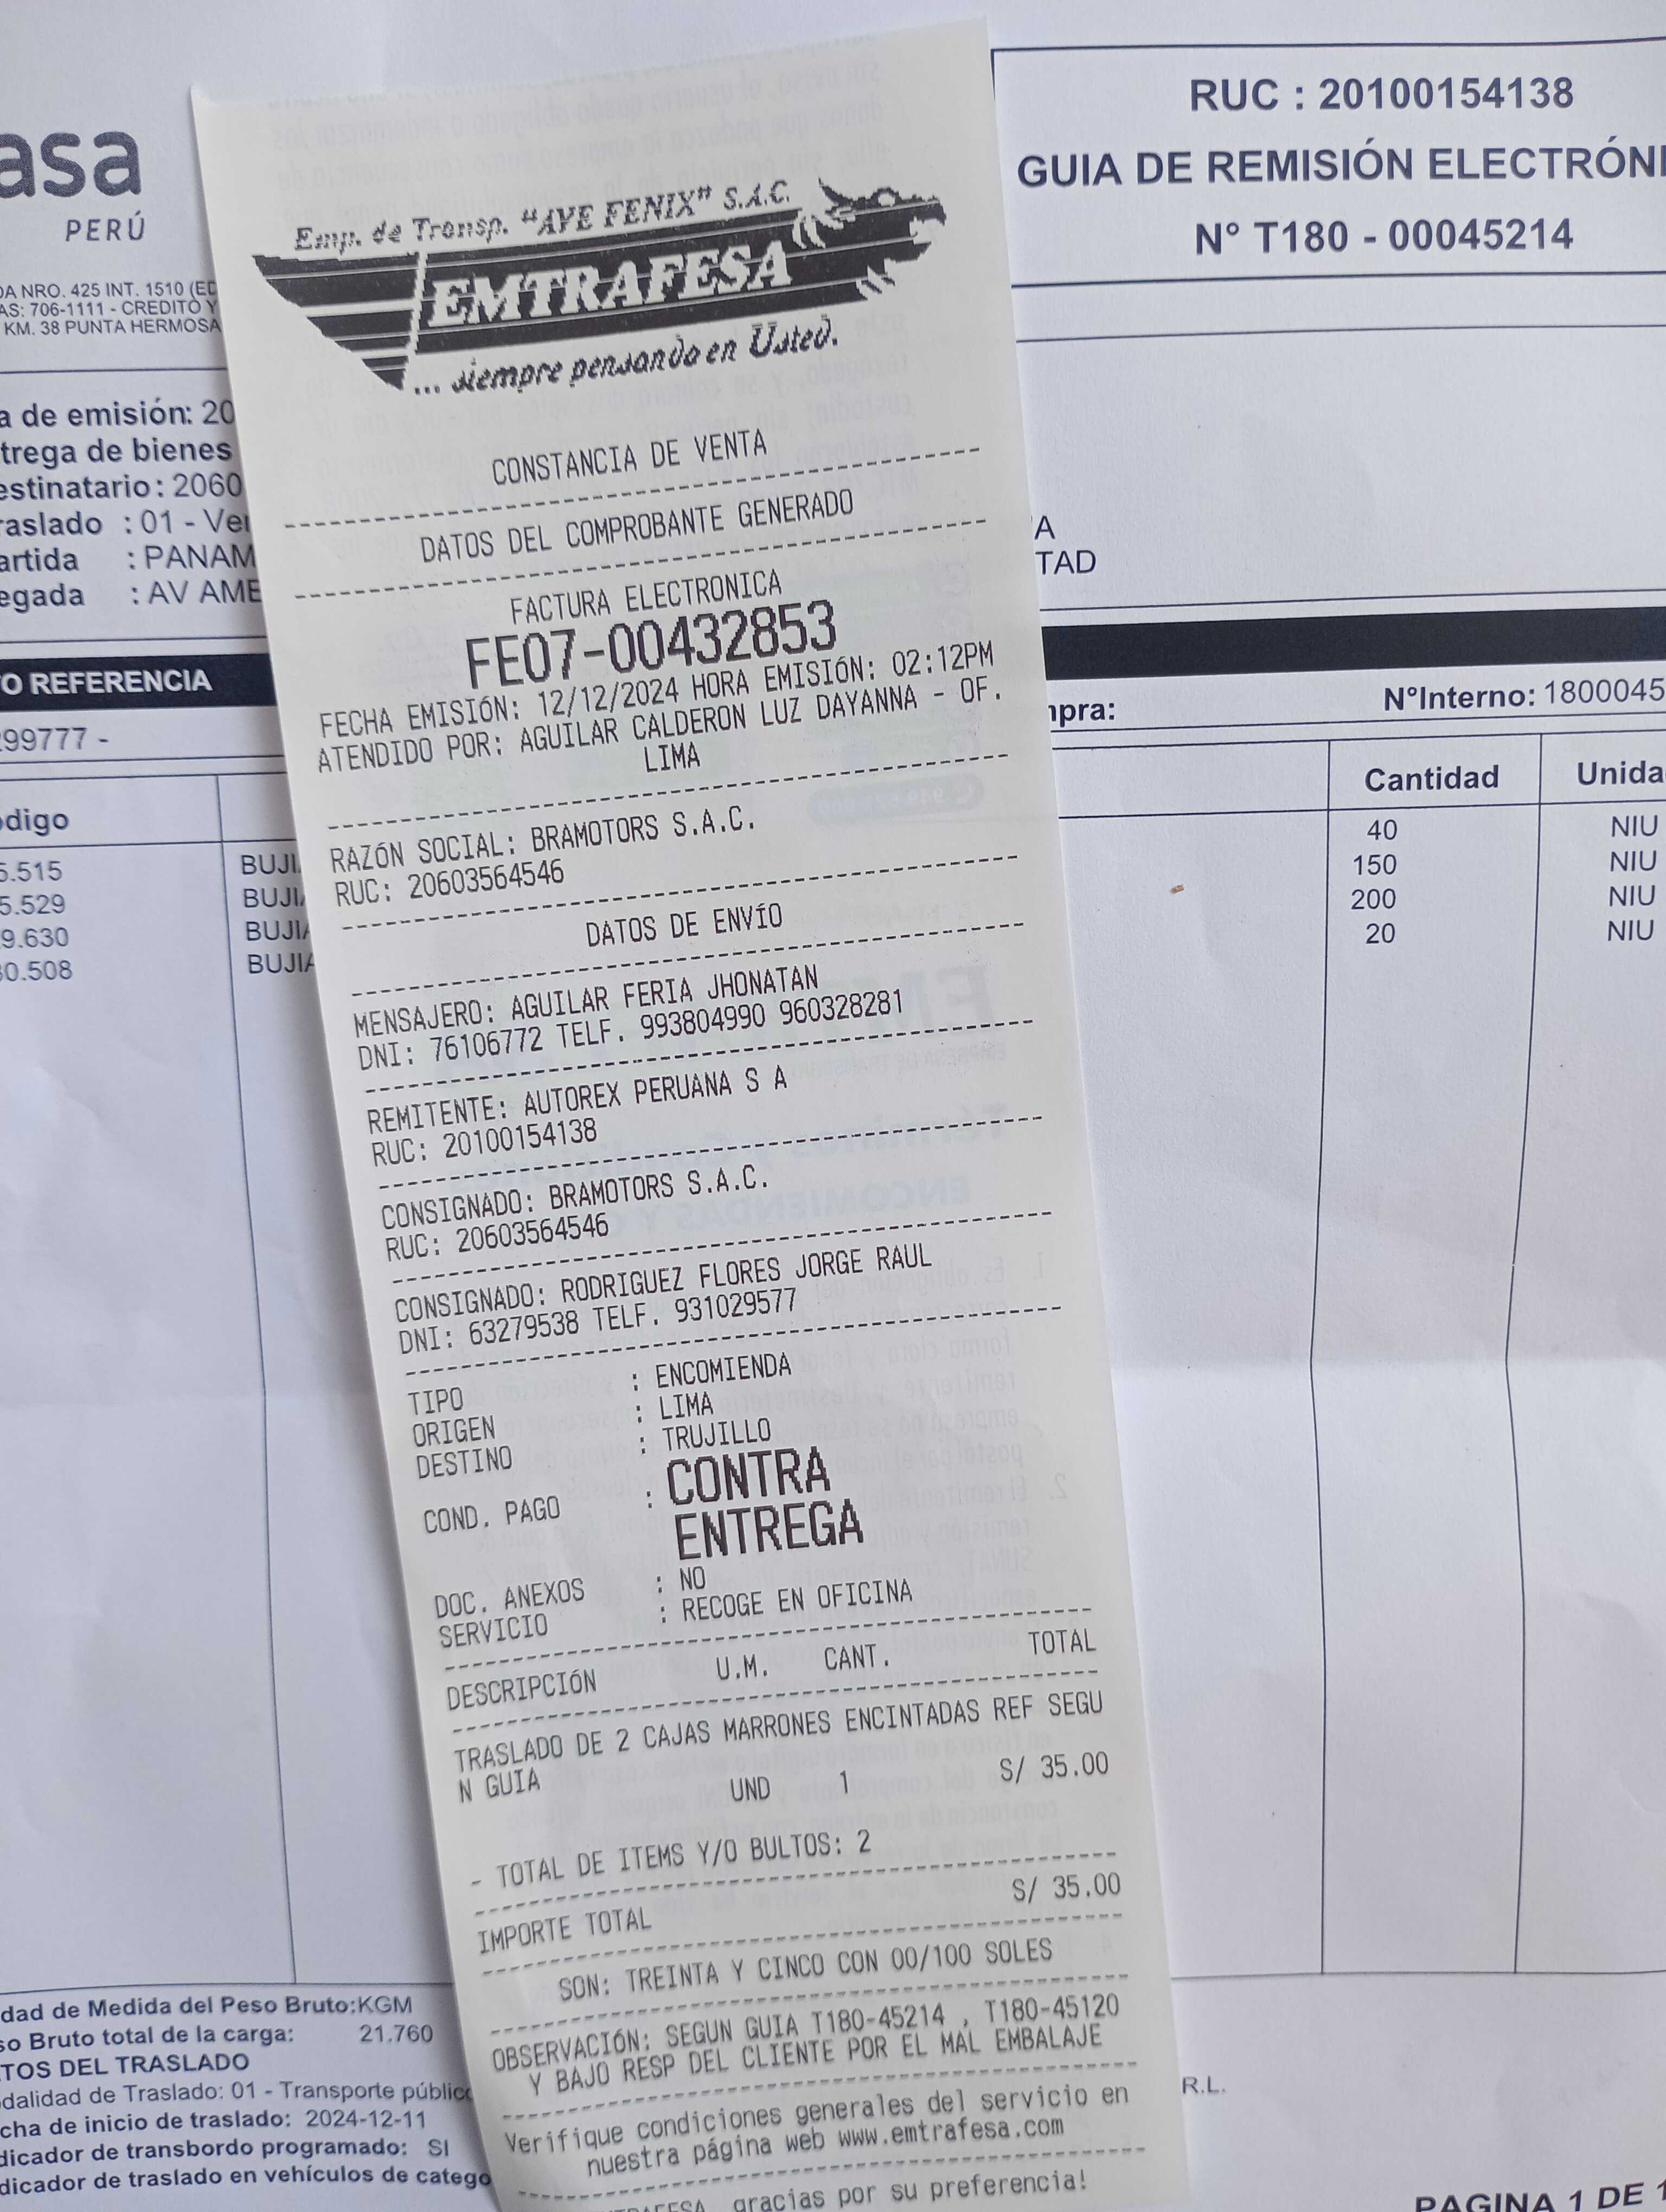 asa
PERÚ
RUC : 20100154138
GUIA DE REMISIÓN ELECTRÓNI
N° T180 - 00045214
DA NRO. 425 INT. 1510 (ED
AS: 706-1111 - CREDITO Y
KM. 38 PUNTA HERMOSA
a de emisión: 20
trega de bienes
estinatario: 2060
raslado : 01 - Ve
artida : PANAM
egada : AV AME
A
TAD
O REFERENCIA
299777 -
mpra:
N°Interno: 1800045
ódigo
Cantidad Unida
5.515 BUJI 40 NIU
5.529 BUJI 150 NIU
9.630 BUJIA 200 NIU
30.508 BUJIA 20 NIU
Emp. de Transp. "AVE FENIX" S.A.C.
EMTRAFESA
... siempre pensando en Usted.
CONSTANCIA DE VENTA
DATOS DEL COMPROBANTE GENERADO
FACTURA ELECTRONICA
FE07-00432853
FECHA EMISIÓN: 12/12/2024 HORA EMISIÓN: 02:12PM
ATENDIDO POR: AGUILAR CALDERON LUZ DAYANNA - OF.
LIMA
RAZÓN SOCIAL: BRAMOTORS S.A.C.
RUC: 20603564546
DATOS DE ENVÍO
MENSAJERO: AGUILAR FERIA JHONATAN
DNI: 76106772 TELF. 993804990 960328281
REMITENTE: AUTOREX PERUANA S A
RUC: 20100154138
CONSIGNADO: BRAMOTORS S.A.C.
RUC: 20603564546
CONSIGNADO: RODRIGUEZ FLORES JORGE RAUL
DNI: 63279538 TELF. 931029577
TIPO : ENCOMIENDA
ORIGEN : LIMA
DESTINO : TRUJILLO
COND. PAGO : CONTRA
ENTREGA
DOC. ANEXOS : NO
SERVICIO : RECOGE EN OFICINA
DESCRIPCIÓN U.M. CANT. TOTAL
TRASLADO DE 2 CAJAS MARRONES ENCINTADAS REF SEGU
N GUIA UND 1 S/ 35.00
- TOTAL DE ITEMS Y/O BULTOS: 2
IMPORTE TOTAL S/ 35.00
SON: TREINTA Y CINCO CON 00/100 SOLES
OBSERVACIÓN: SEGUN GUIA T180-45214 , T180-45120
Y BAJO RESP DEL CLIENTE POR EL MAL EMBALAJE
Verifique condiciones generales del servicio en
nuestra página web www.emtrafesa.com
TRAFESA, gracias por su preferencia!
dad de Medida del Peso Bruto:KGM
so Bruto total de la carga: 21.760
TOS DEL TRASLADO
odalidad de Traslado: 01 - Transporte públic
cha de inicio de traslado: 2024-12-11
dicador de transbordo programado: SI
dicador de traslado en vehículos de catego
R.L.
PAGINA 1 DE 1